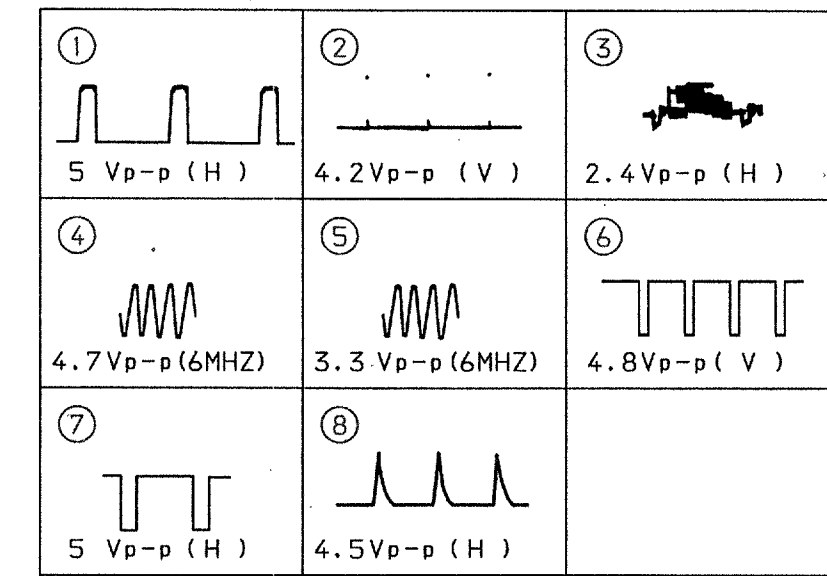 ①
②
③
5 Vp-p (H )
4.2Vp-p (V )
2.4Vp-p (H )
④
⑤
⑥
4.7Vp-p(6MHZ)
3.3 Vp-p(6MHZ)
4.8Vp-p( V )
⑦
⑧
5 Vp-p (H )
4.5Vp-p (H )